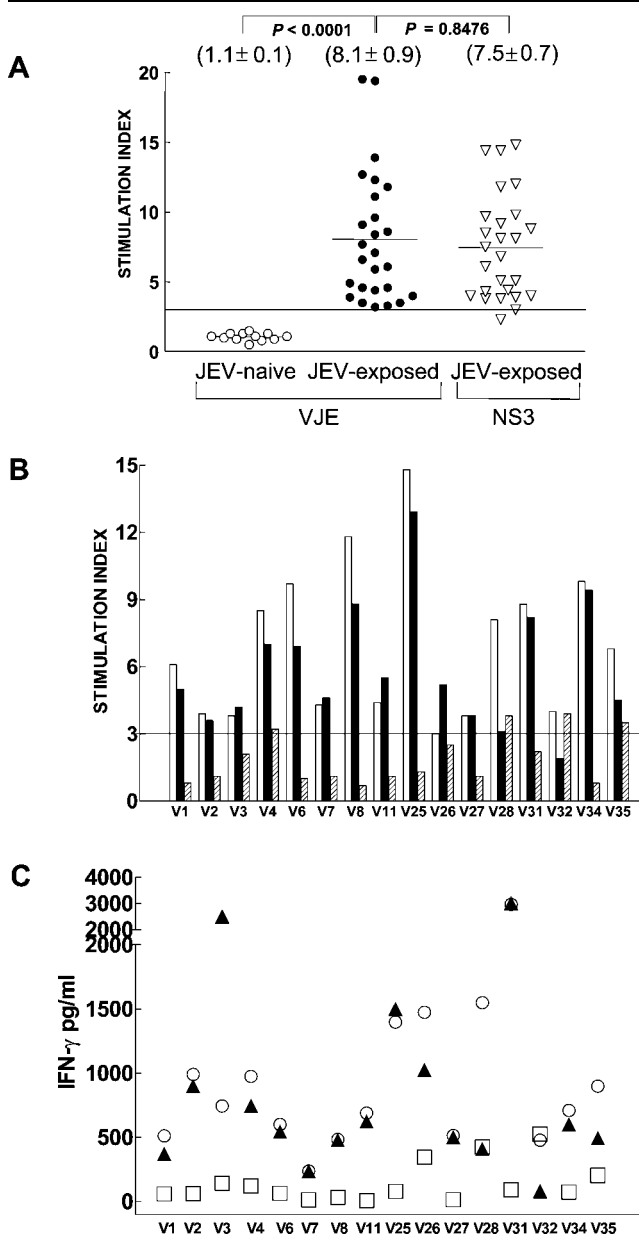 P < 0.0001 P = 0.8476
(1.1± 0.1) (8.1± 0.9) (7.5± 0.7)
A
STIMULATION INDEX
20
15
10
5
0
JEV-naive JEV-exposed JEV-exposed
VJE NS3
B
STIMULATION INDEX
15
12
9
6
3
0
V1 V2 V3 V4 V6 V7 V8 V11 V25 V26 V27 V28 V31 V32 V34 V35
C
IFN-γ pg/ml
4000
3000
2000
2000
1500
1000
500
0
V1 V2 V3 V4 V6 V7 V8 V11 V25 V26 V27 V28 V31 V32 V34 V35